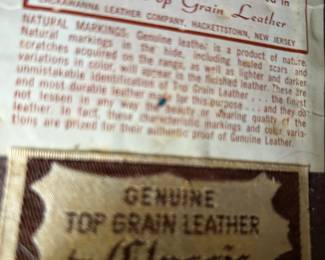 ed in
Top Grain Leather
LACKAWANNA LEATHER COMPANY, HACKETTSTOWN, NEW JERSEY
NATURAL MARKINGS: Genuine leather is a product of nature.
Natural markings in the hide, including healed scars and
scratches acquired on the range, as well as lighter and darker
variations in color, will appear in the finished leather. These are
unmistakable identifications of Top Grain Leather . . . the finest
and most durable leather made for this purpose . . . and they do
not lessen in any way the beauty or wearing quality of the
leather. In fact, these characteristic markings and color varia-
tions are prized for their authentic proof of Genuine Leather.
GENUINE
TOP GRAIN LEATHER
by Classic